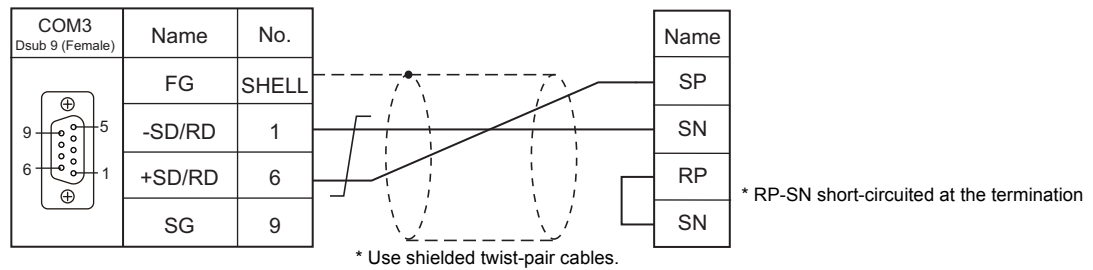 COM3
Dsub 9 (Female)
Name
No.
Name
FG
SHELL
SP
9
5
-SD/RD
1
SN
6
1
+SD/RD
6
RP
* RP-SN short-circuited at the termination
SG
9
SN
* Use shielded twist-pair cables.